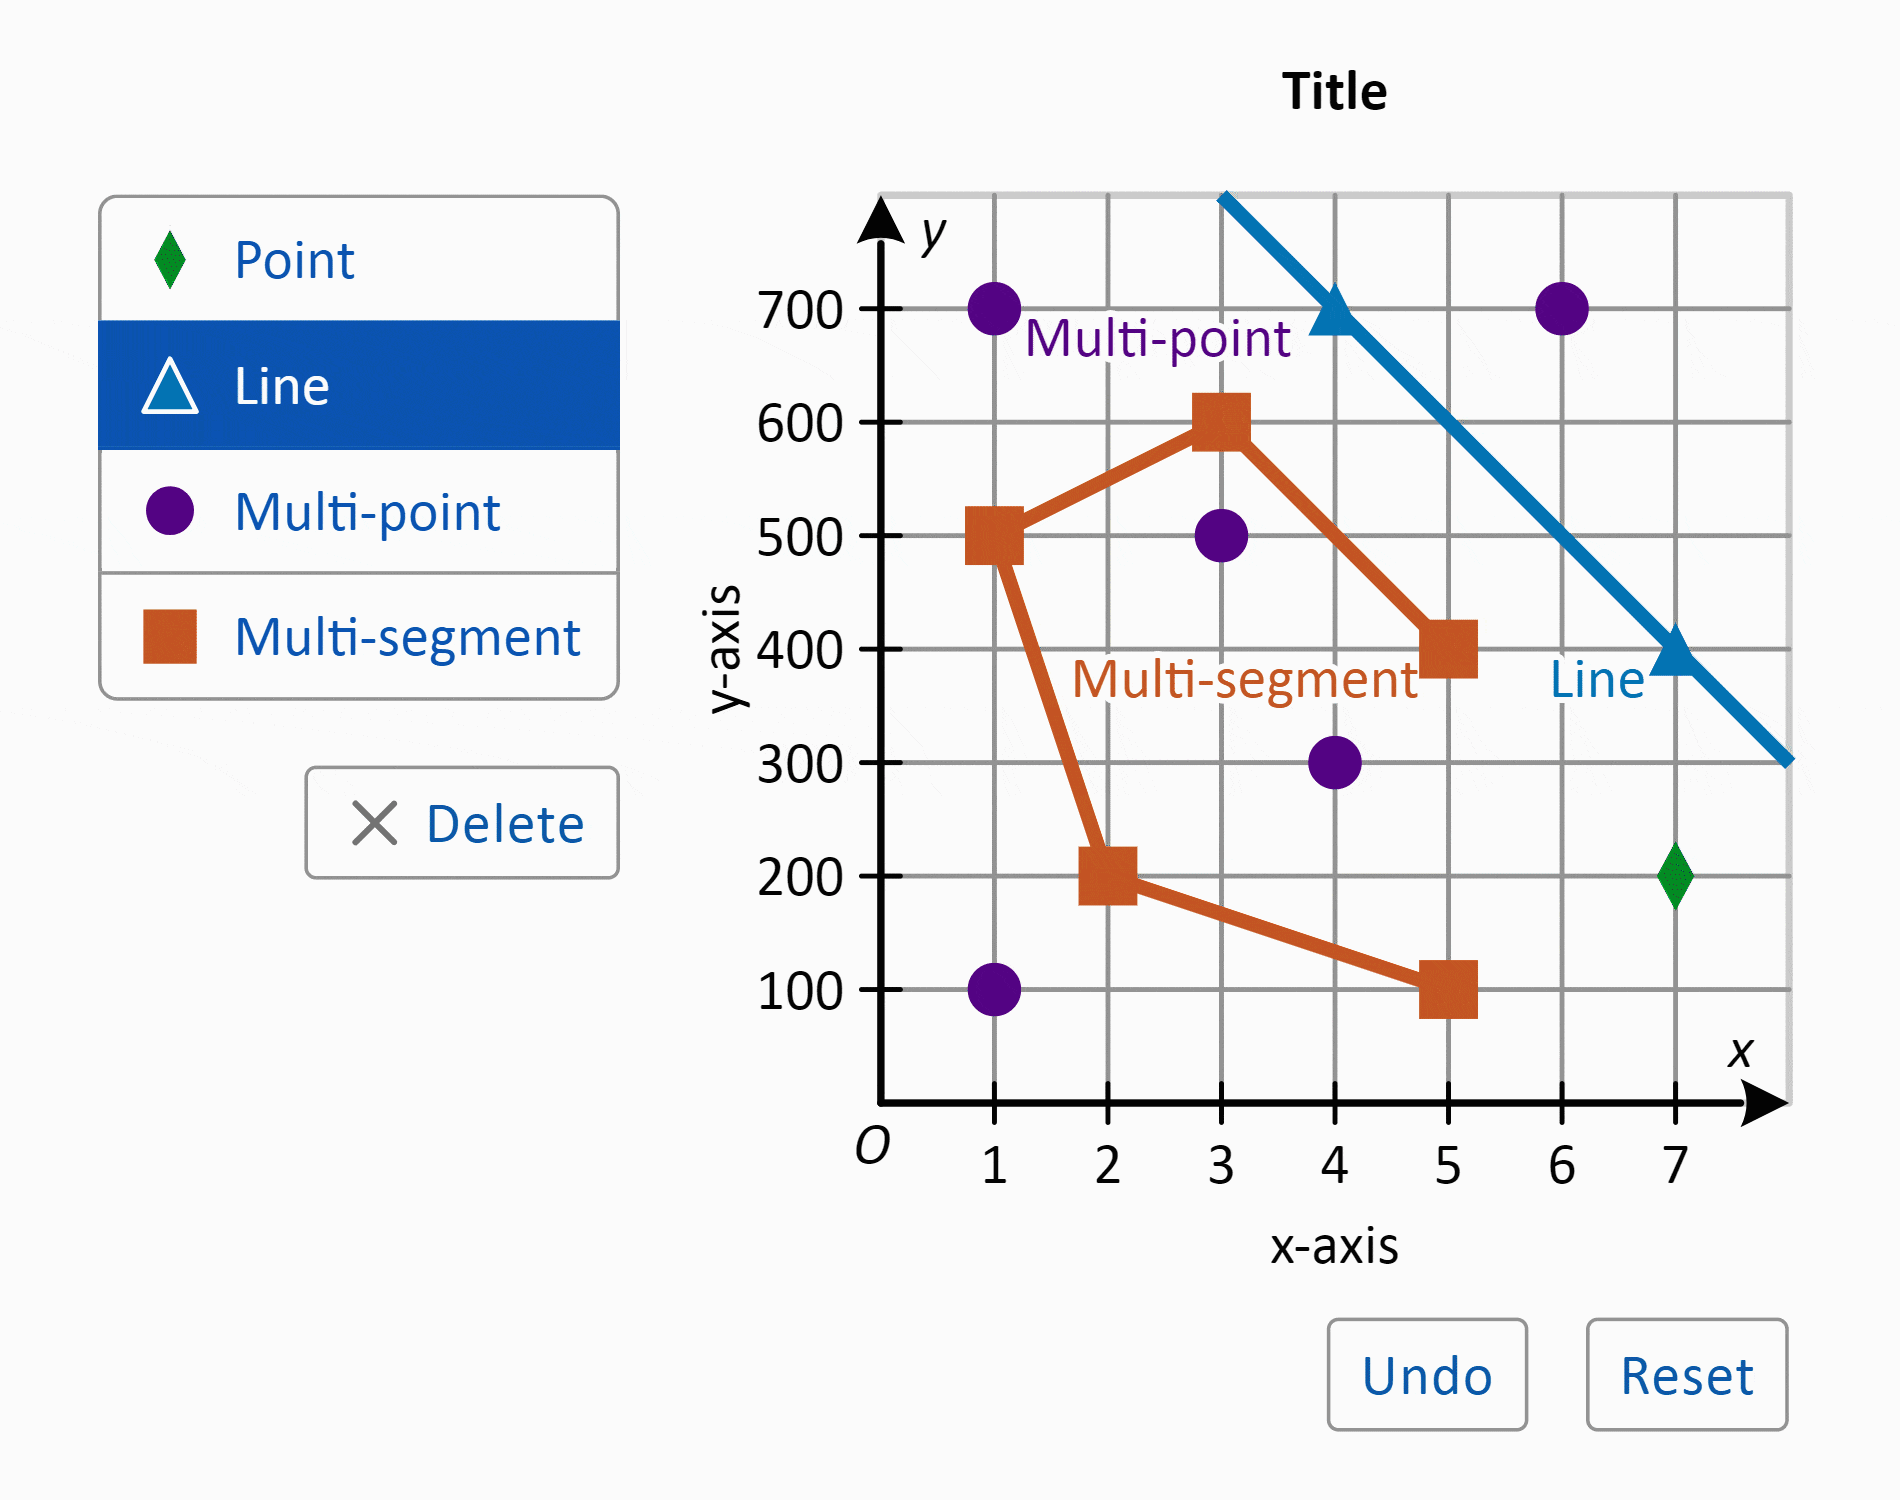 Title
Point
Line
Multi-point
Multi-segment
Delete
y
700
600
500
400
300
200
100
y-axis
Multi-point
Multi-segment
Line
x
O
1 2 3 4 5 6 7
x-axis
Undo
Reset